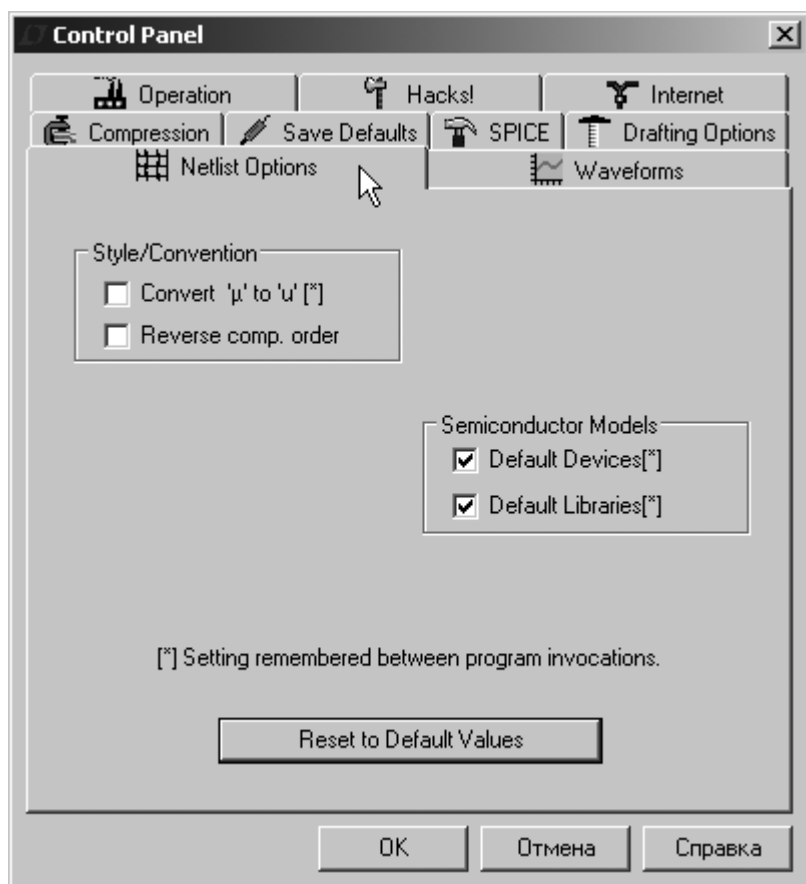 Control Panel
Operation Hacks! Internet
Compression Save Defaults SPICE Drafting Options
Netlist Options Waveforms
Style/Convention
Convert 'µ' to 'u' [*]
Reverse comp. order
Semiconductor Models
Default Devices[*]
Default Libraries[*]
[*] Setting remembered between program invocations.
Reset to Default Values
OK Отмена Справка